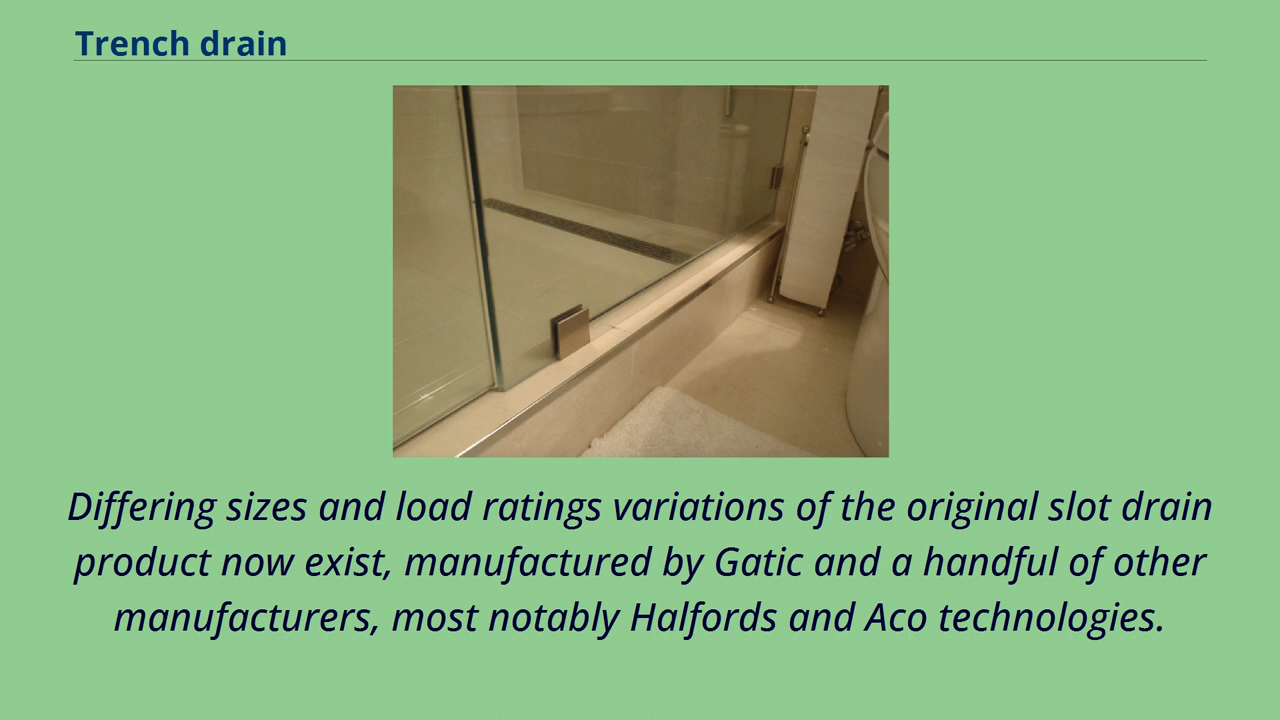 Trench drain
Differing sizes and load ratings variations of the original slot drain
product now exist, manufactured by Gatic and a handful of other
manufacturers, most notably Halfords and Aco technologies.